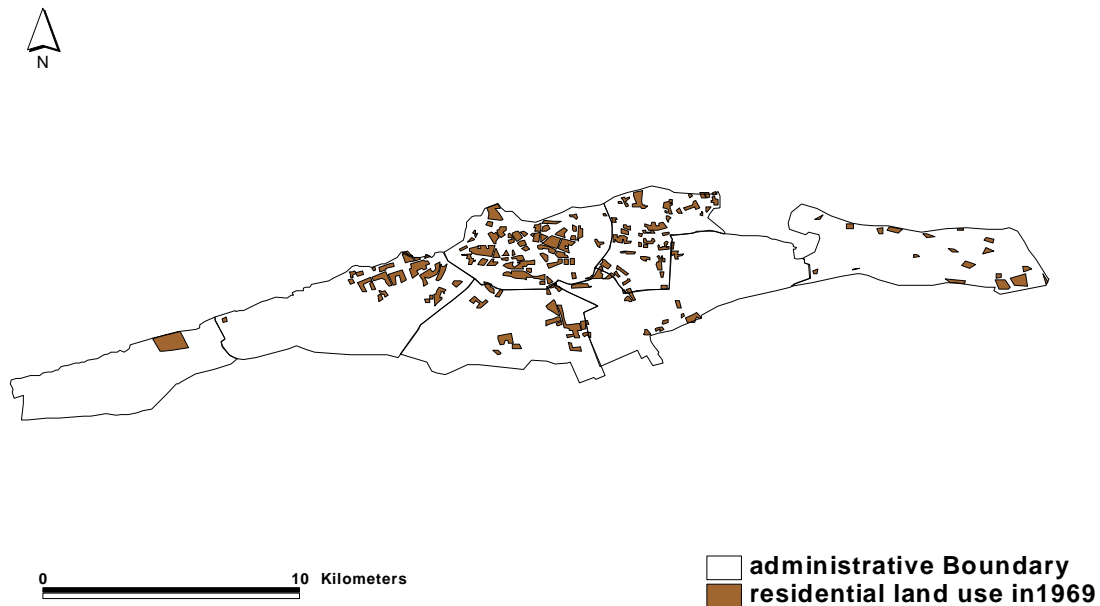 N
0 10 Kilometers
administrative Boundary
residential land use in1969